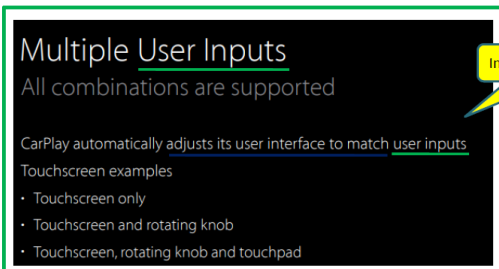 Multiple User Inputs
All combinations are supported
CarPlay automatically adjusts its user interface to match user inputs
Touchscreen examples
• Touchscreen only
• Touchscreen and rotating knob
• Touchscreen, rotating knob and touchpad